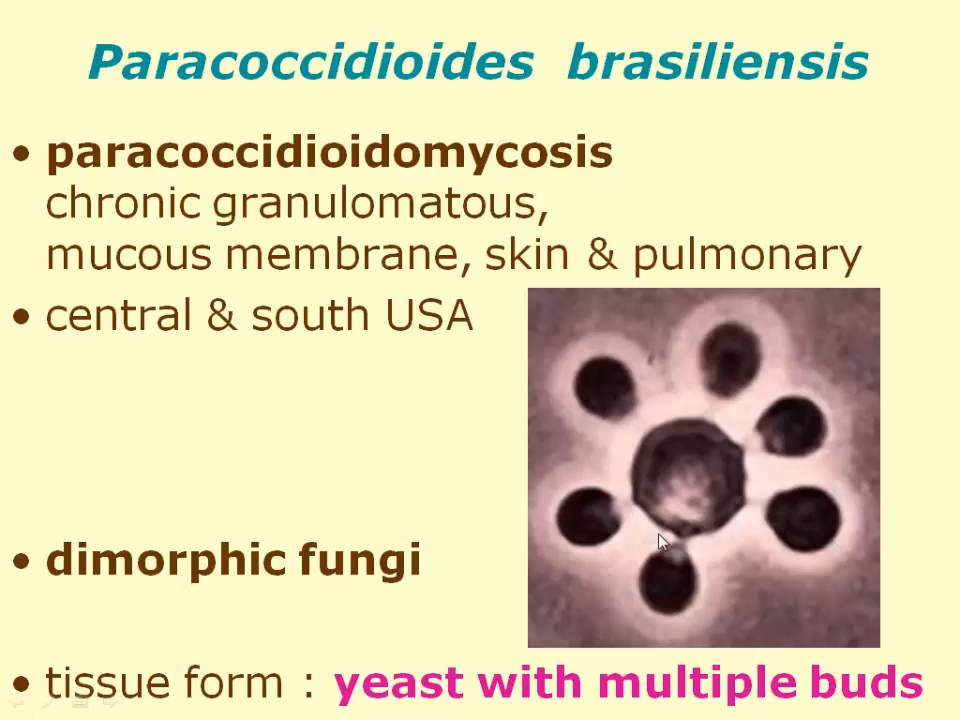 Paracoccidioides brasiliensis
• paracoccidioidomycosis
chronic granulomatous,
mucous membrane, skin & pulmonary
• central & south USA
• dimorphic fungi
• tissue form : yeast with multiple buds